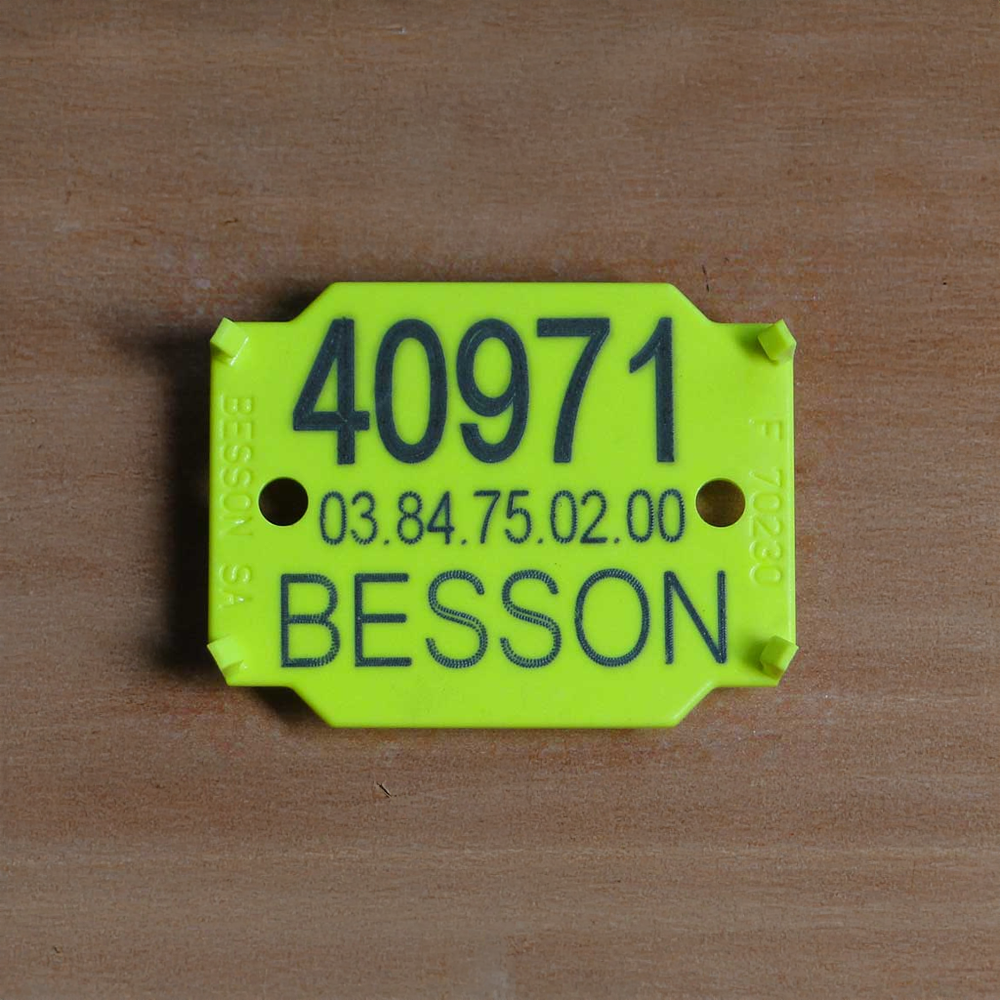 40971
03.84.75.02.00
BESSON
BESSON SA
F 70230